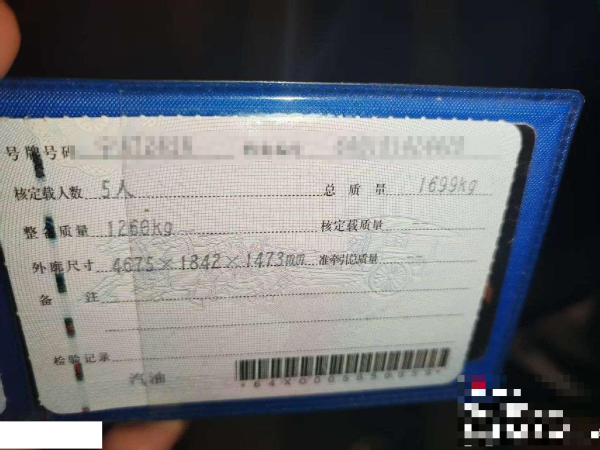 号牌号码
核定载人数 5人 总质量 1699kg
整备质量 1260kg 核定载质量
外廓尺寸 4675×1842×1473mm 准牵引总质量
备注
检验记录
汽油